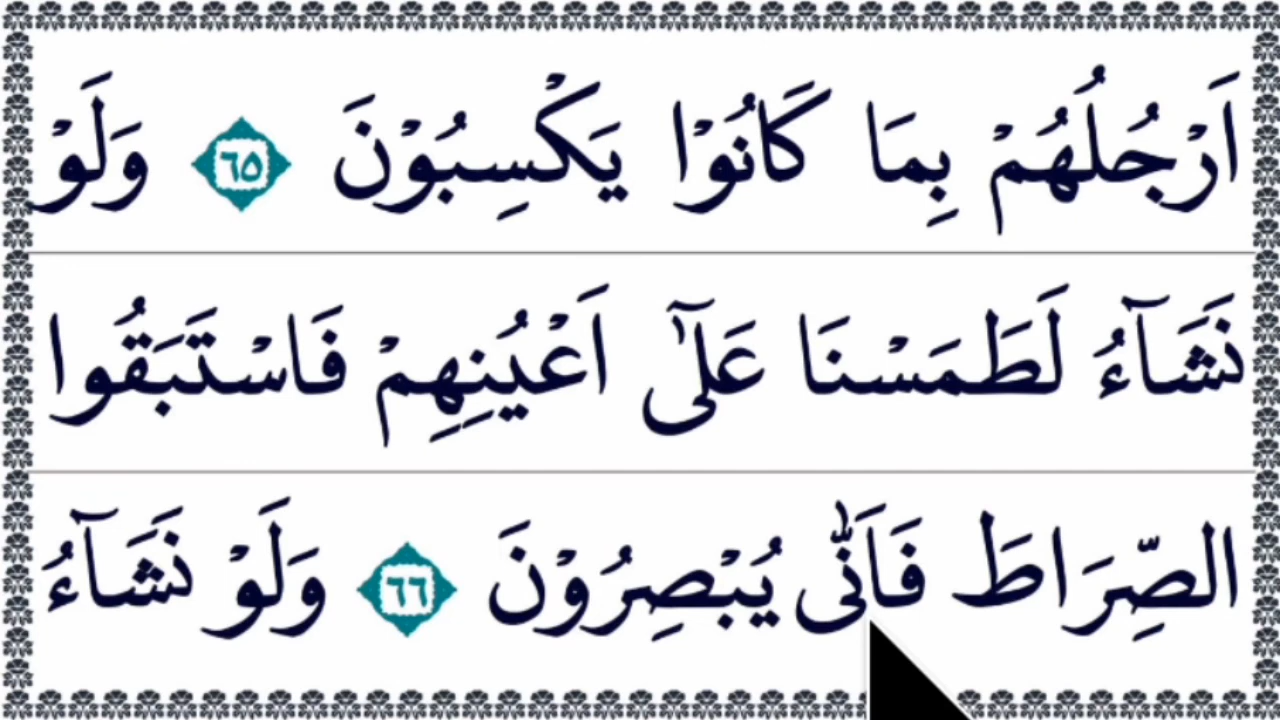 اَرْجُلُهُمْ بِمَا كَانُوْا يَكْسِبُوْنَ ٦٥ وَلَوْ
نَشَآءُ لَطَمَسْنَا عَلٰٓى اَعْيُنِهِمْ فَاسْتَبَقُوا
الصِّرَاطَ فَاَنّٰى يُبْصِرُوْنَ ٦٦ وَلَوْ نَشَآءُ